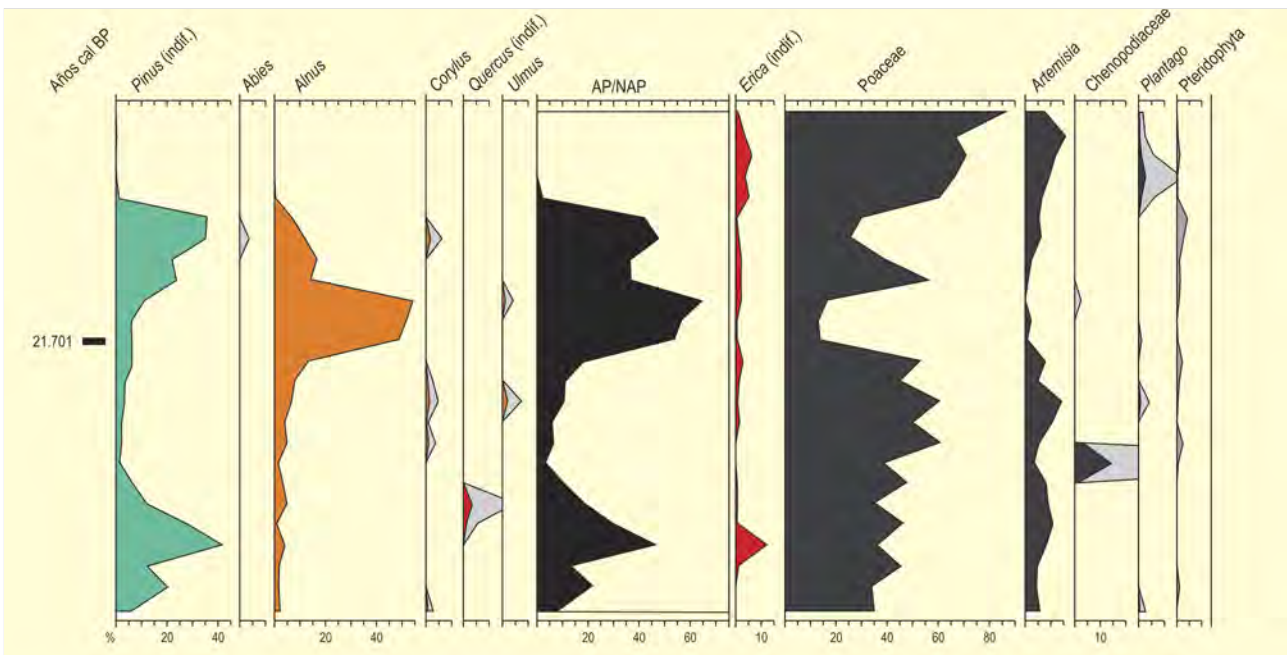 Años cal BP
Pinus (indif.)
Abies
Alnus
Corylus
Quercus (indif.)
Ulmus
AP/NAP
Erica (indif.)
Poaceae
Artemisia
Chenopodiaceae
Plantago
Pteridophyta
21.701
% 20 40 20 40 20 40 60 10 20 40 60 80 10